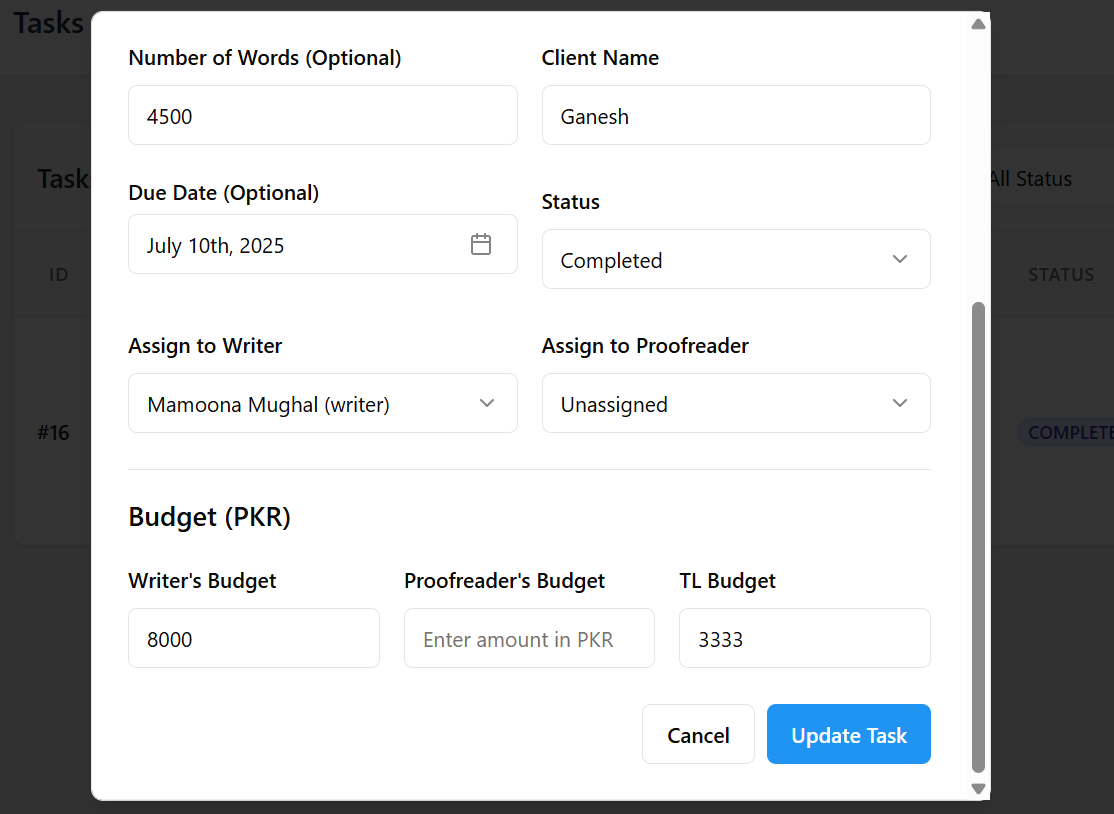 Tasks
Number of Words (Optional)
Client Name
4500
Ganesh
Task
All Status
Due Date (Optional)
Status
July 10th, 2025
Completed
ID
STATUS
Assign to Writer
Assign to Proofreader
Mamoona Mughal (writer)
Unassigned
#16
COMPLETE
Budget (PKR)
Writer's Budget
Proofreader's Budget
TL Budget
8000
Enter amount in PKR
3333
Cancel
Update Task